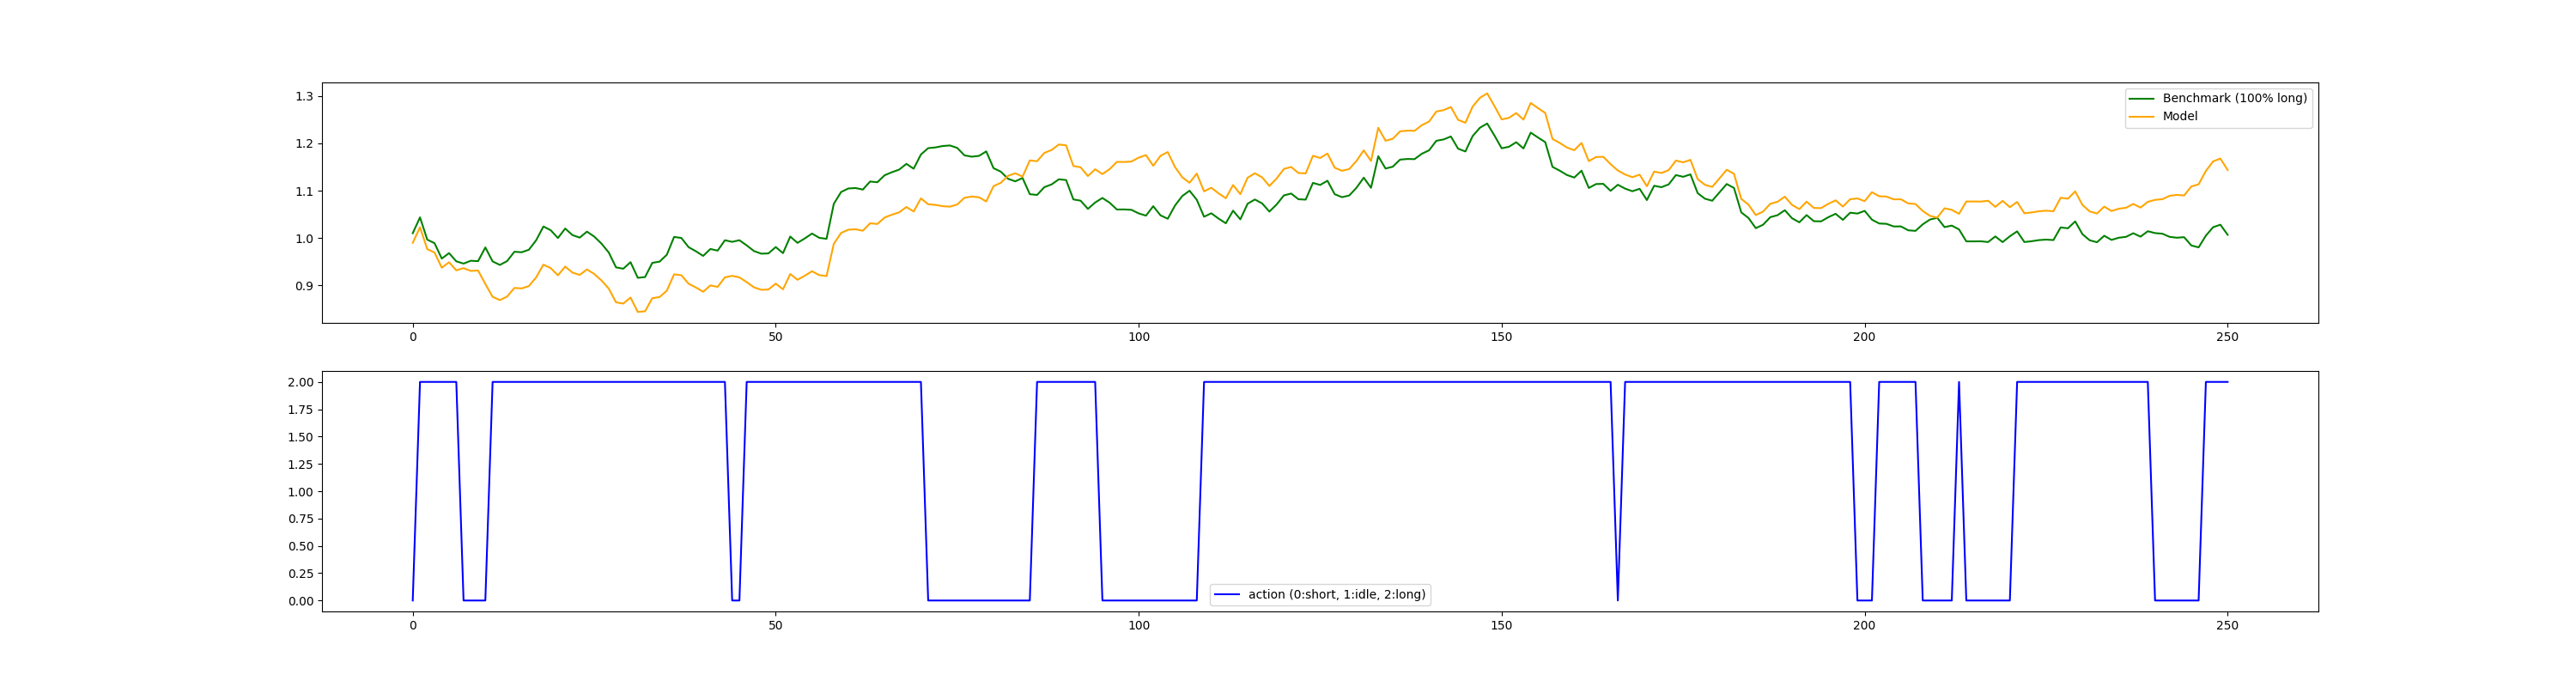 1.3
1.2
1.1
1.0
0.9
Benchmark (100% long)
Model
0 50 100 150 200 250
2.00
1.75
1.50
1.25
1.00
0.75
0.50
0.25
0.00
action (0:short, 1:idle, 2:long)
0 50 100 150 200 250